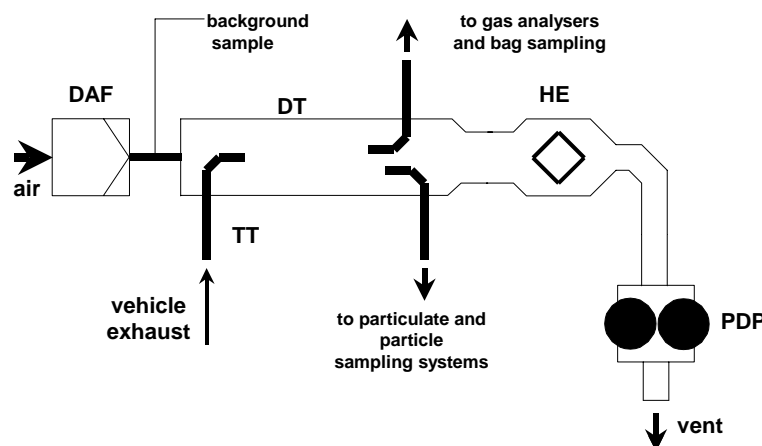 background
sample
to gas analysers
and bag sampling
DAF
DT
HE
air
TT
vehicle
exhaust
to particulate and
particle
sampling systems
PDP
vent